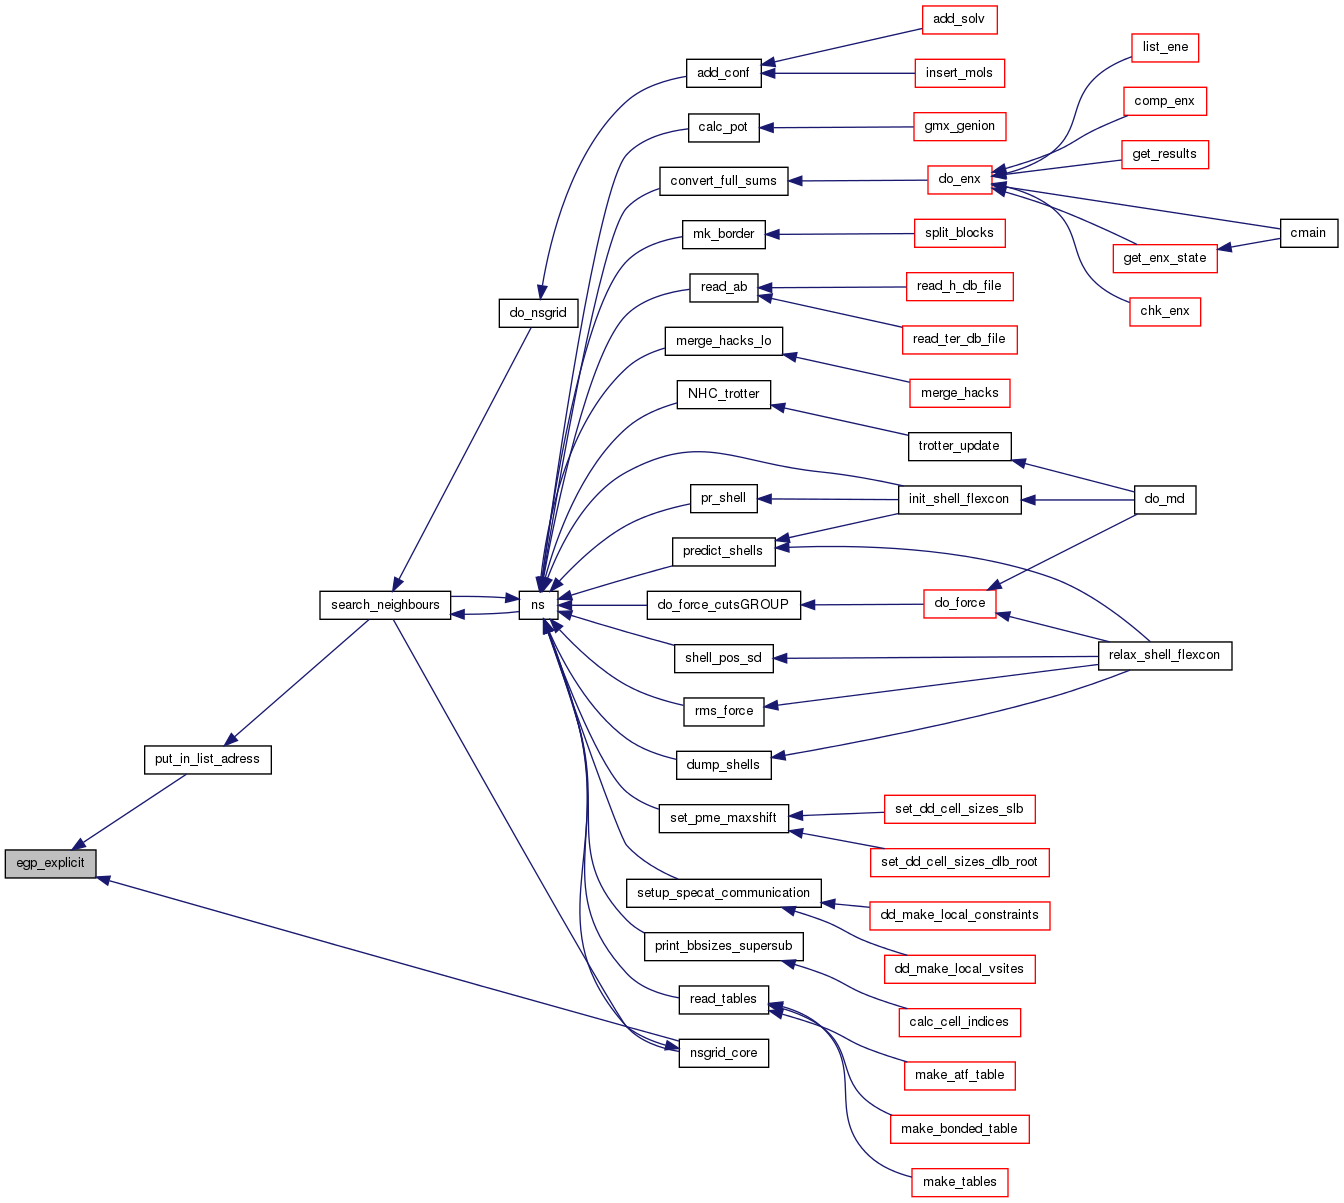 add_solv
list_ene
add_conf
insert_mols
comp_enx
calc_pot
gmx_genion
get_results
convert_full_sums
do_enx
mk_border
split_blocks
cmain
get_enx_state
read_ab
read_h_db_file
do_nsgrid
chk_enx
merge_hacks_lo
read_ter_db_file
NHC_trotter
merge_hacks
trotter_update
pr_shell
init_shell_flexcon
do_md
predict_shells
search_neighbours
ns
do_force_cutsGROUP
do_force
shell_pos_sd
relax_shell_flexcon
rms_force
put_in_list_adress
dump_shells
set_pme_maxshift
set_dd_cell_sizes_slb
egp_explicit
set_dd_cell_sizes_dlb_root
setup_specat_communication
dd_make_local_constraints
print_bbsizes_supersub
dd_make_local_vsites
read_tables
calc_cell_indices
nsgrid_core
make_atf_table
make_bonded_table
make_tables